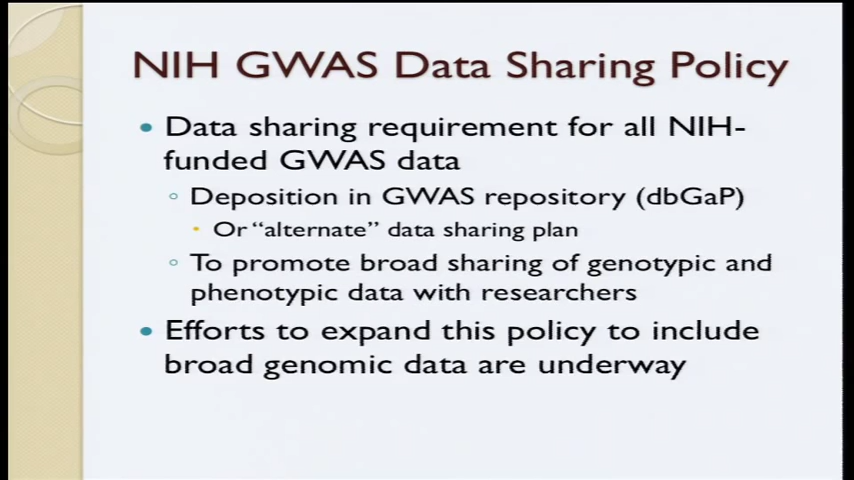 NIH GWAS Data Sharing Policy
• Data sharing requirement for all NIH-
funded GWAS data
◦ Deposition in GWAS repository (dbGaP)
• Or “alternate” data sharing plan
◦ To promote broad sharing of genotypic and
phenotypic data with researchers
• Efforts to expand this policy to include
broad genomic data are underway